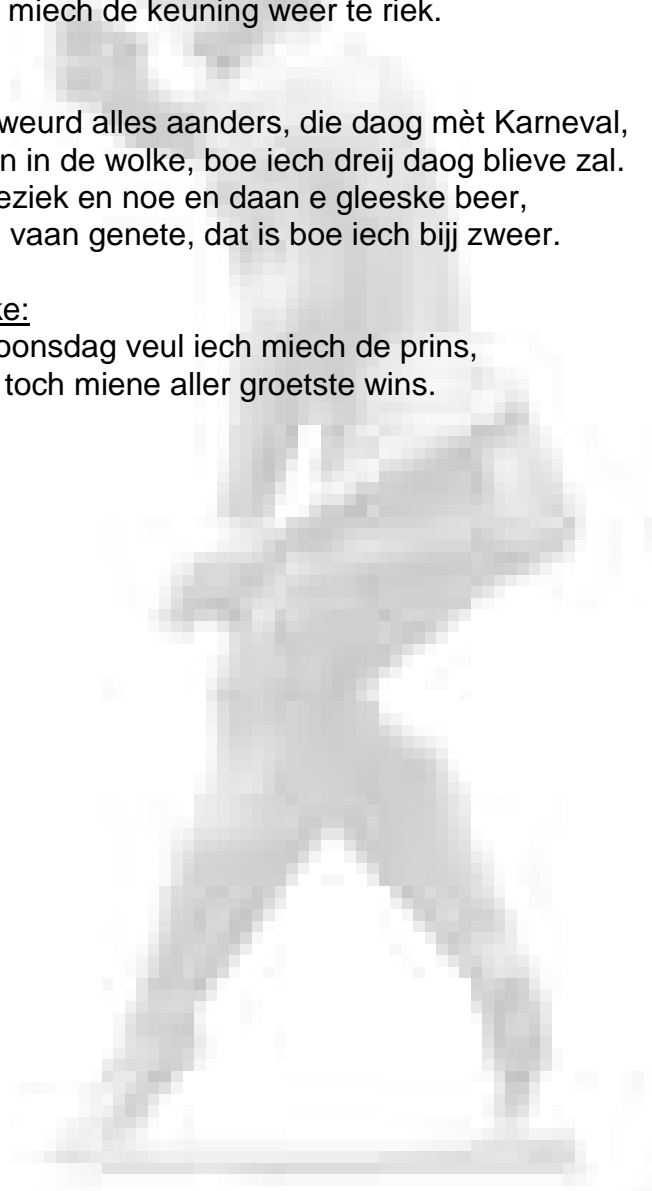 miech de keuning weer te riek.
weurd alles aanders, die daog mèt Karneval,
n in de wolke, boe iech dreij daog blieve zal.
eziek en noe en daan e gleeske beer,
vaan genete, dat is boe iech bijj zweer.
ke:
oonsdag veul iech miech de prins,
toch miene aller groetste wins.